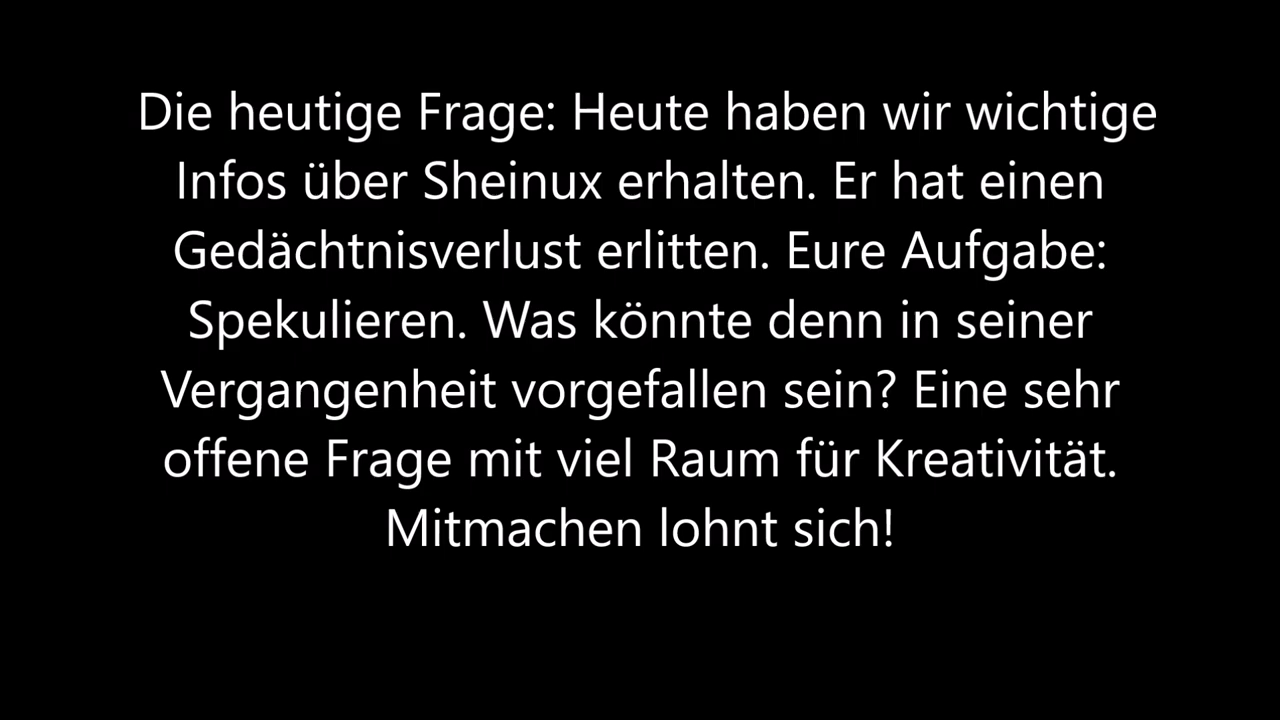 Die heutige Frage: Heute haben wir wichtige
Infos über Sheinux erhalten. Er hat einen
Gedächtnisverlust erlitten. Eure Aufgabe:
Spekulieren. Was könnte denn in seiner
Vergangenheit vorgefallen sein? Eine sehr
offene Frage mit viel Raum für Kreativität.
Mitmachen lohnt sich!